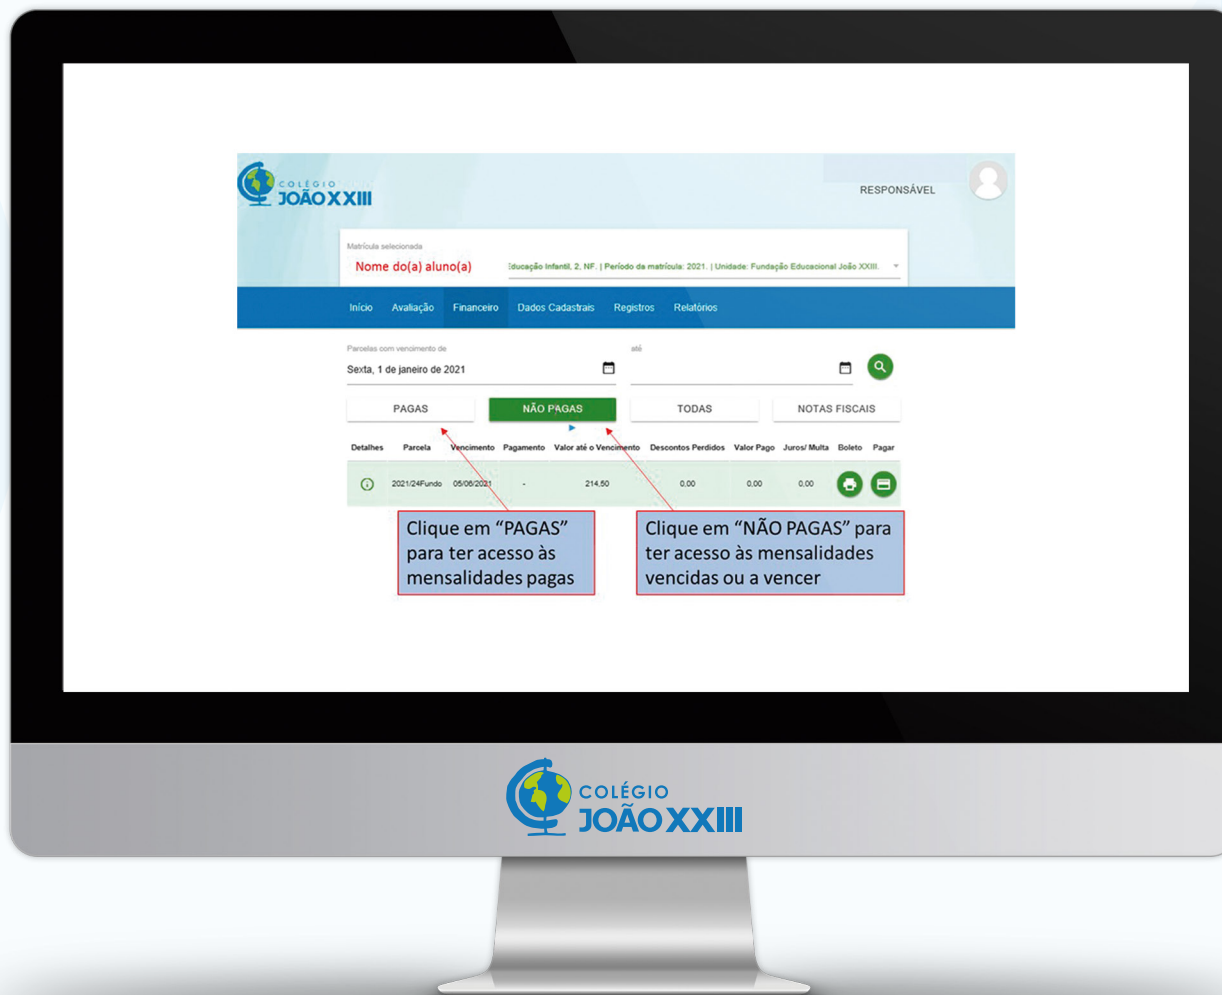 COLÉGIO
JOÃO XXIII
RESPONSÁVEL
Matrícula selecionada
Nome do(a) aluno(a)
Educação Infantil, 2, NF. | Período da matrícula: 2021. | Unidade: Fundação Educacional João XXIII.
Início Avaliação Financeiro Dados Cadastrais Registros Relatórios
Parcelas com vencimento de até
Sexta, 1 de janeiro de 2021
PAGAS NÃO PAGAS TODAS NOTAS FISCAIS
Detalhes Parcela Vencimento Pagamento Valor até o Vencimento Descontos Perdidos Valor Pago Juros/ Multa Boleto Pagar
2021/24Fundo 05/06/2021 - 214,50 0,00 0,00 0,00
Clique em “PAGAS”
para ter acesso às
mensalidades pagas
Clique em “NÃO PAGAS” para
ter acesso às mensalidades
vencidas ou a vencer
COLÉGIO
JOÃO XXIII